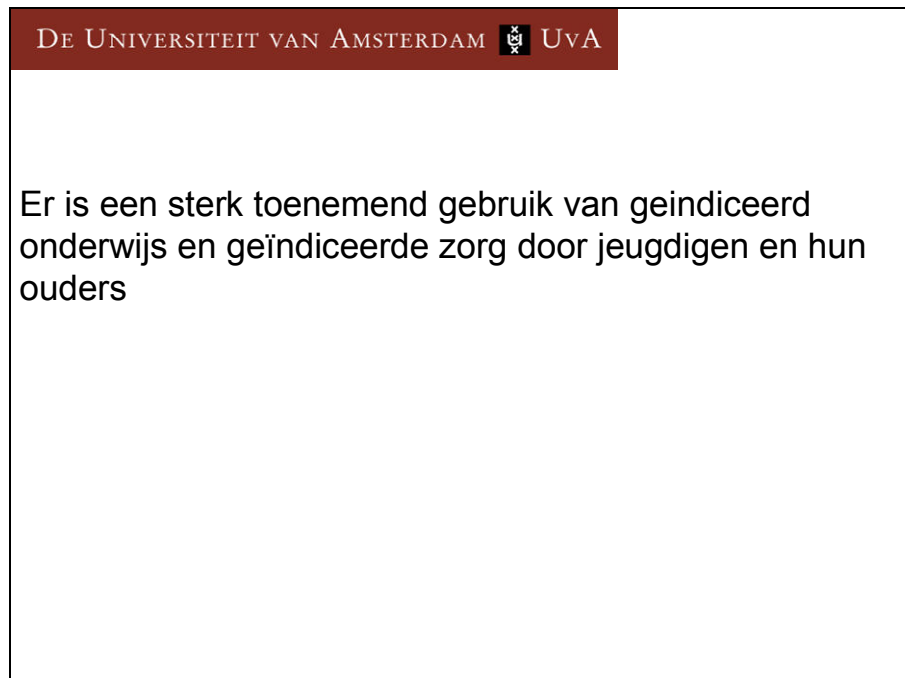 DE UNIVERSITEIT VAN AMSTERDAM UVA
Er is een sterk toenemend gebruik van geindiceerd
onderwijs en geïndiceerde zorg door jeugdigen en hun
ouders